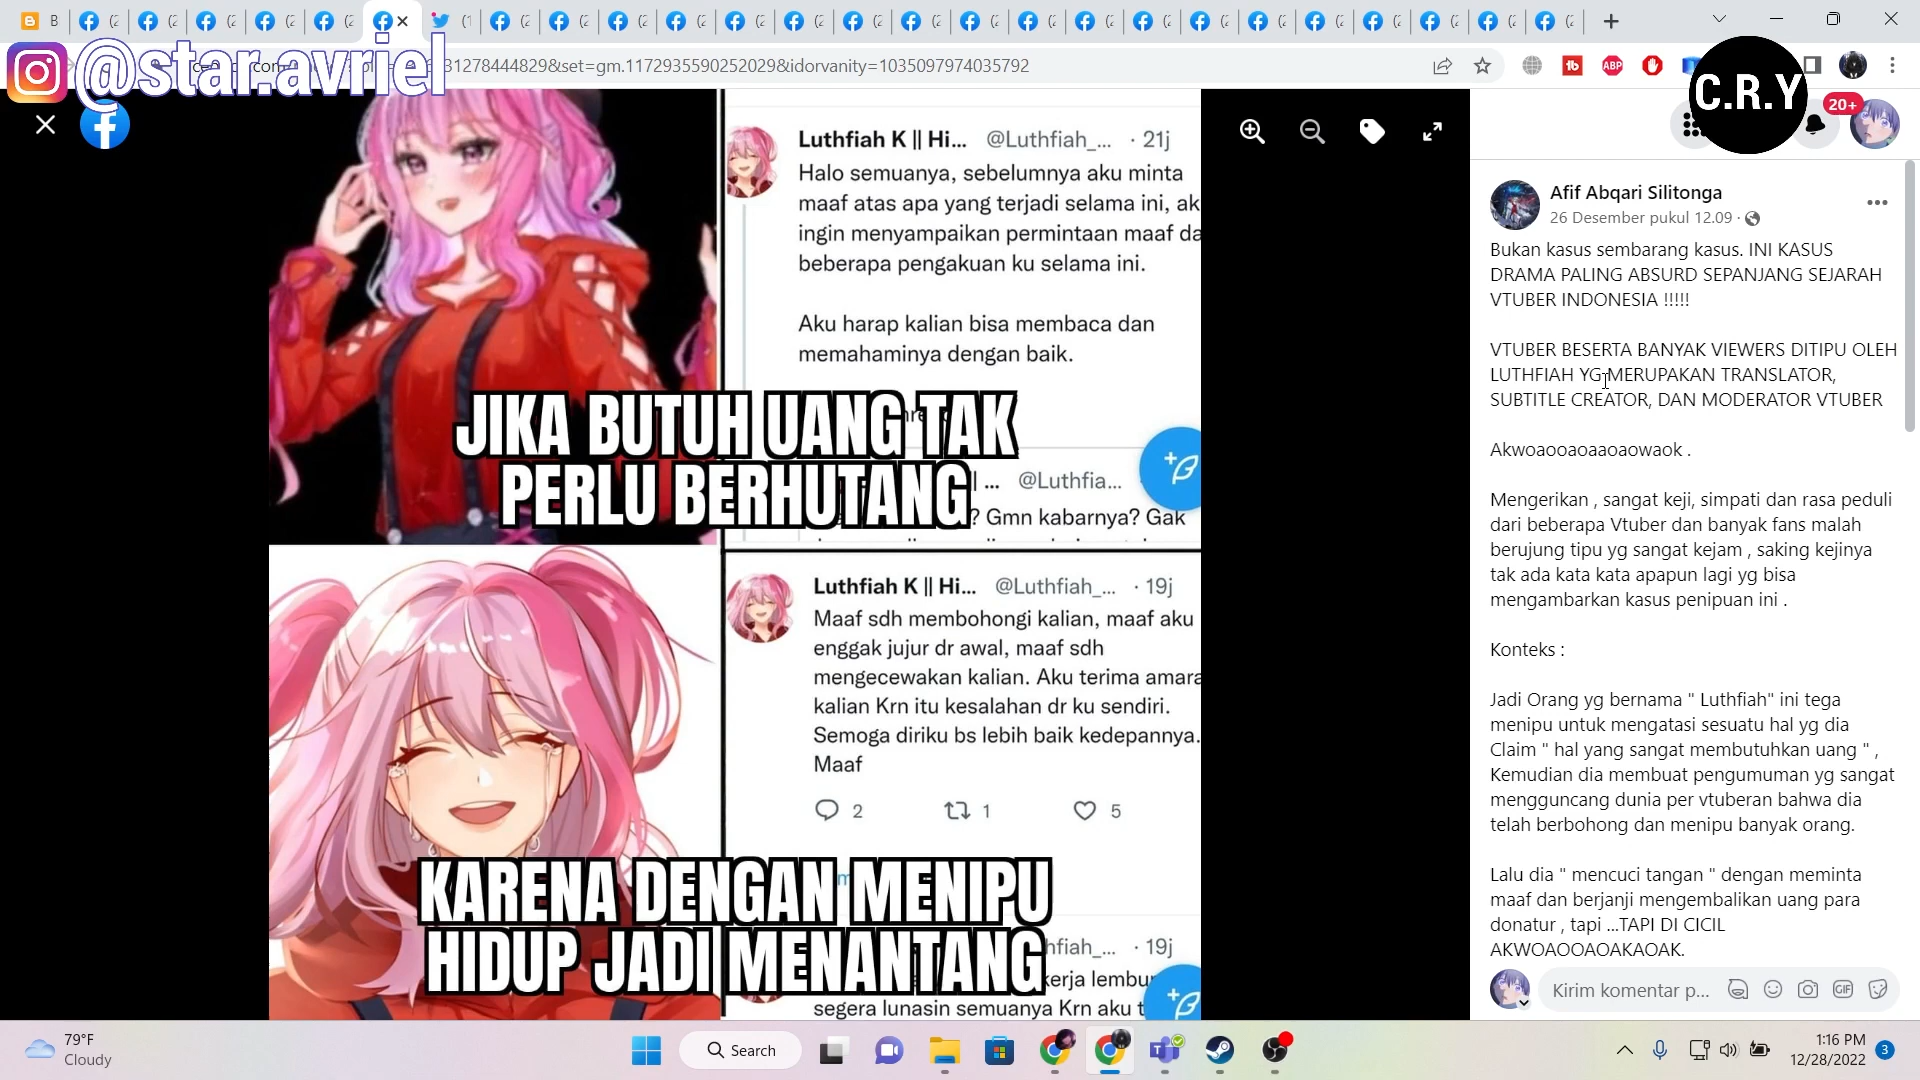 @star.avriel
31278444829&set=gm.1172935590252029&idorvanity=1035097974035792
C.R.Y
20+
Luthfiah K || Hi... @Luthfiah_... · 21j
Halo semuanya, sebelumnya aku minta
maaf atas apa yang terjadi selama ini, ak
ingin menyampaikan permintaan maaf da
beberapa pengakuan ku selama ini.
Aku harap kalian bisa membaca dan
memahaminya dengan baik.
JIKA BUTUH UANG TAK
PERLU BERHUTANG
... @Luthfia...
? Gmn kabarnya? Gak
Luthfiah K || Hi... @Luthfiah_... · 19j
Maaf sdh membohongi kalian, maaf aku
enggak jujur dr awal, maaf sdh
mengecewakan kalian. Aku terima amara
kalian Krn itu kesalahan dr ku sendiri.
Semoga diriku bs lebih baik kedepannya.
Maaf
2 1 5
KARENA DENGAN MENIPU
HIDUP JADI MENANTANG
hfiah_... · 19j
kerja lembu
segera lunasin semuanya Krn aku t
Afif Abqari Silitonga
26 Desember pukul 12.09 ·
Bukan kasus sembarang kasus. INI KASUS
DRAMA PALING ABSURD SEPANJANG SEJARAH
VTUBER INDONESIA !!!!!
VTUBER BESERTA BANYAK VIEWERS DITIPU OLEH
LUTHFIAH YG MERUPAKAN TRANSLATOR,
SUBTITLE CREATOR, DAN MODERATOR VTUBER
Akwoaooaoaaoaowaok .
Mengerikan , sangat keji, simpati dan rasa peduli
dari beberapa Vtuber dan banyak fans malah
berujung tipu yg sangat kejam , saking kejinya
tak ada kata kata apapun lagi yg bisa
mengambarkan kasus penipuan ini .
Konteks :
Jadi Orang yg bernama " Luthfiah" ini tega
menipu untuk mengatasi sesuatu hal yg dia
Claim " hal yang sangat membutuhkan uang " ,
Kemudian dia membuat pengumuman yg sangat
mengguncang dunia per vtuberan bahwa dia
telah berbohong dan menipu banyak orang.
Lalu dia " mencuci tangan " dengan meminta
maaf dan berjanji mengembalikan uang para
donatur , tapi ...TAPI DI CICIL
AKWOAOOAOAKAOAK.
Kirim komentar p...
GIF
79°F
Cloudy
Search
1:16 PM
12/28/2022
3